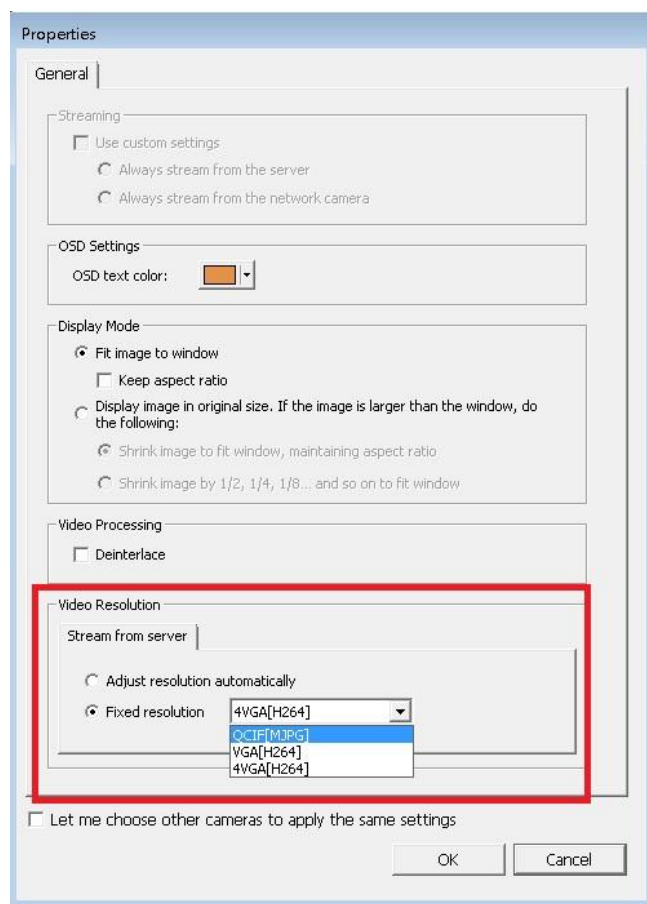 Properties
General
Streaming
Use custom settings
Always stream from the server
Always stream from the network camera
OSD Settings
OSD text color:
Display Mode
Fit image to window
Keep aspect ratio
Display image in original size. If the image is larger than the window, do
the following:
Shrink image to fit window, maintaining aspect ratio
Shrink image by 1/2, 1/4, 1/8... and so on to fit window
Video Processing
Deinterlace
Video Resolution
Stream from server
Adjust resolution automatically
Fixed resolution 4VGA[H264]
QCIF[MJPG]
VGA[H264]
4VGA[H264]
Let me choose other cameras to apply the same settings
OK Cancel